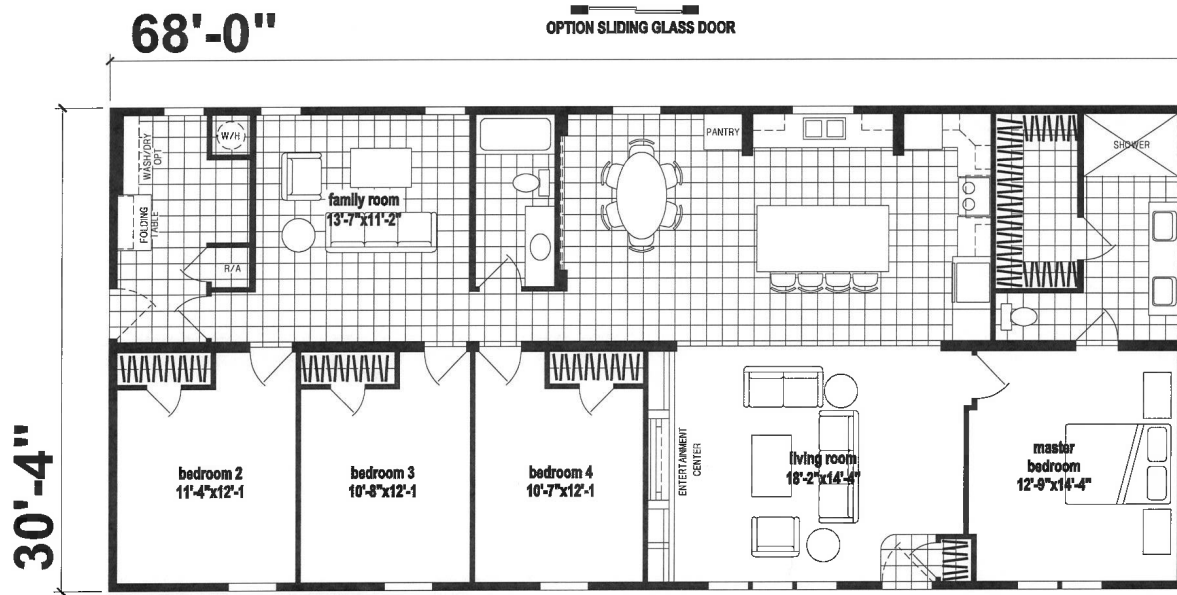 68'-0"
OPTION SLIDING GLASS DOOR
W/H
WASH/DRY
OPT
FOLDING
TABLE
R/A
family room
13'-7"x11'-2"
PANTRY
SHOWER
30'-4"
bedroom 2
11'-4"x12'-1
bedroom 3
10'-8"x12'-1
bedroom 4
10'-7"x12'-1
ENTERTAINMENT
CENTER
living room
18'-2"x14'-4"
master
bedroom
12'-9"x14'-4"